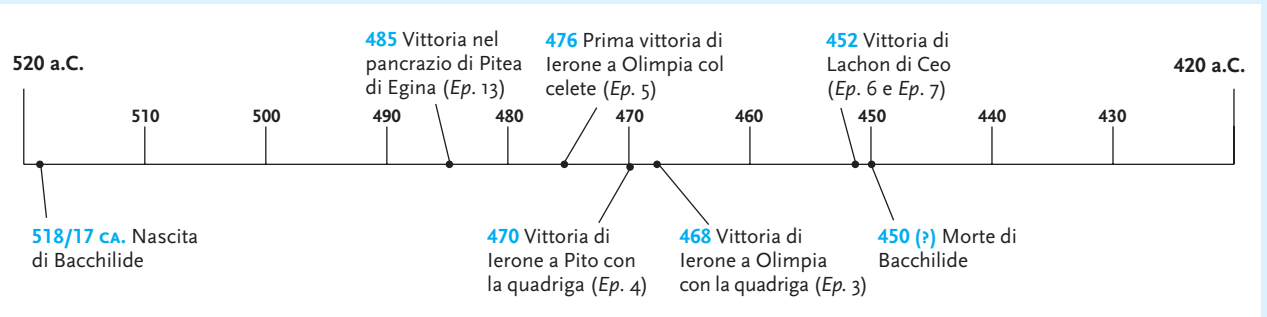 520 a.C.
485 Vittoria nel
pancrazio di Pitea
di Egina (Ep. 13)
476 Prima vittoria di
Ierone a Olimpia col
celete (Ep. 5)
452 Vittoria di
Lachon di Ceo
(Ep. 6 e Ep. 7)
420 a.C.
510
500
490
480
470
460
450
440
430
518/17 CA. Nascita
di Bacchilide
470 Vittoria di
Ierone a Pito con
la quadriga (Ep. 4)
468 Vittoria di
Ierone a Olimpia
con la quadriga (Ep. 3)
450 (?) Morte di
Bacchilide